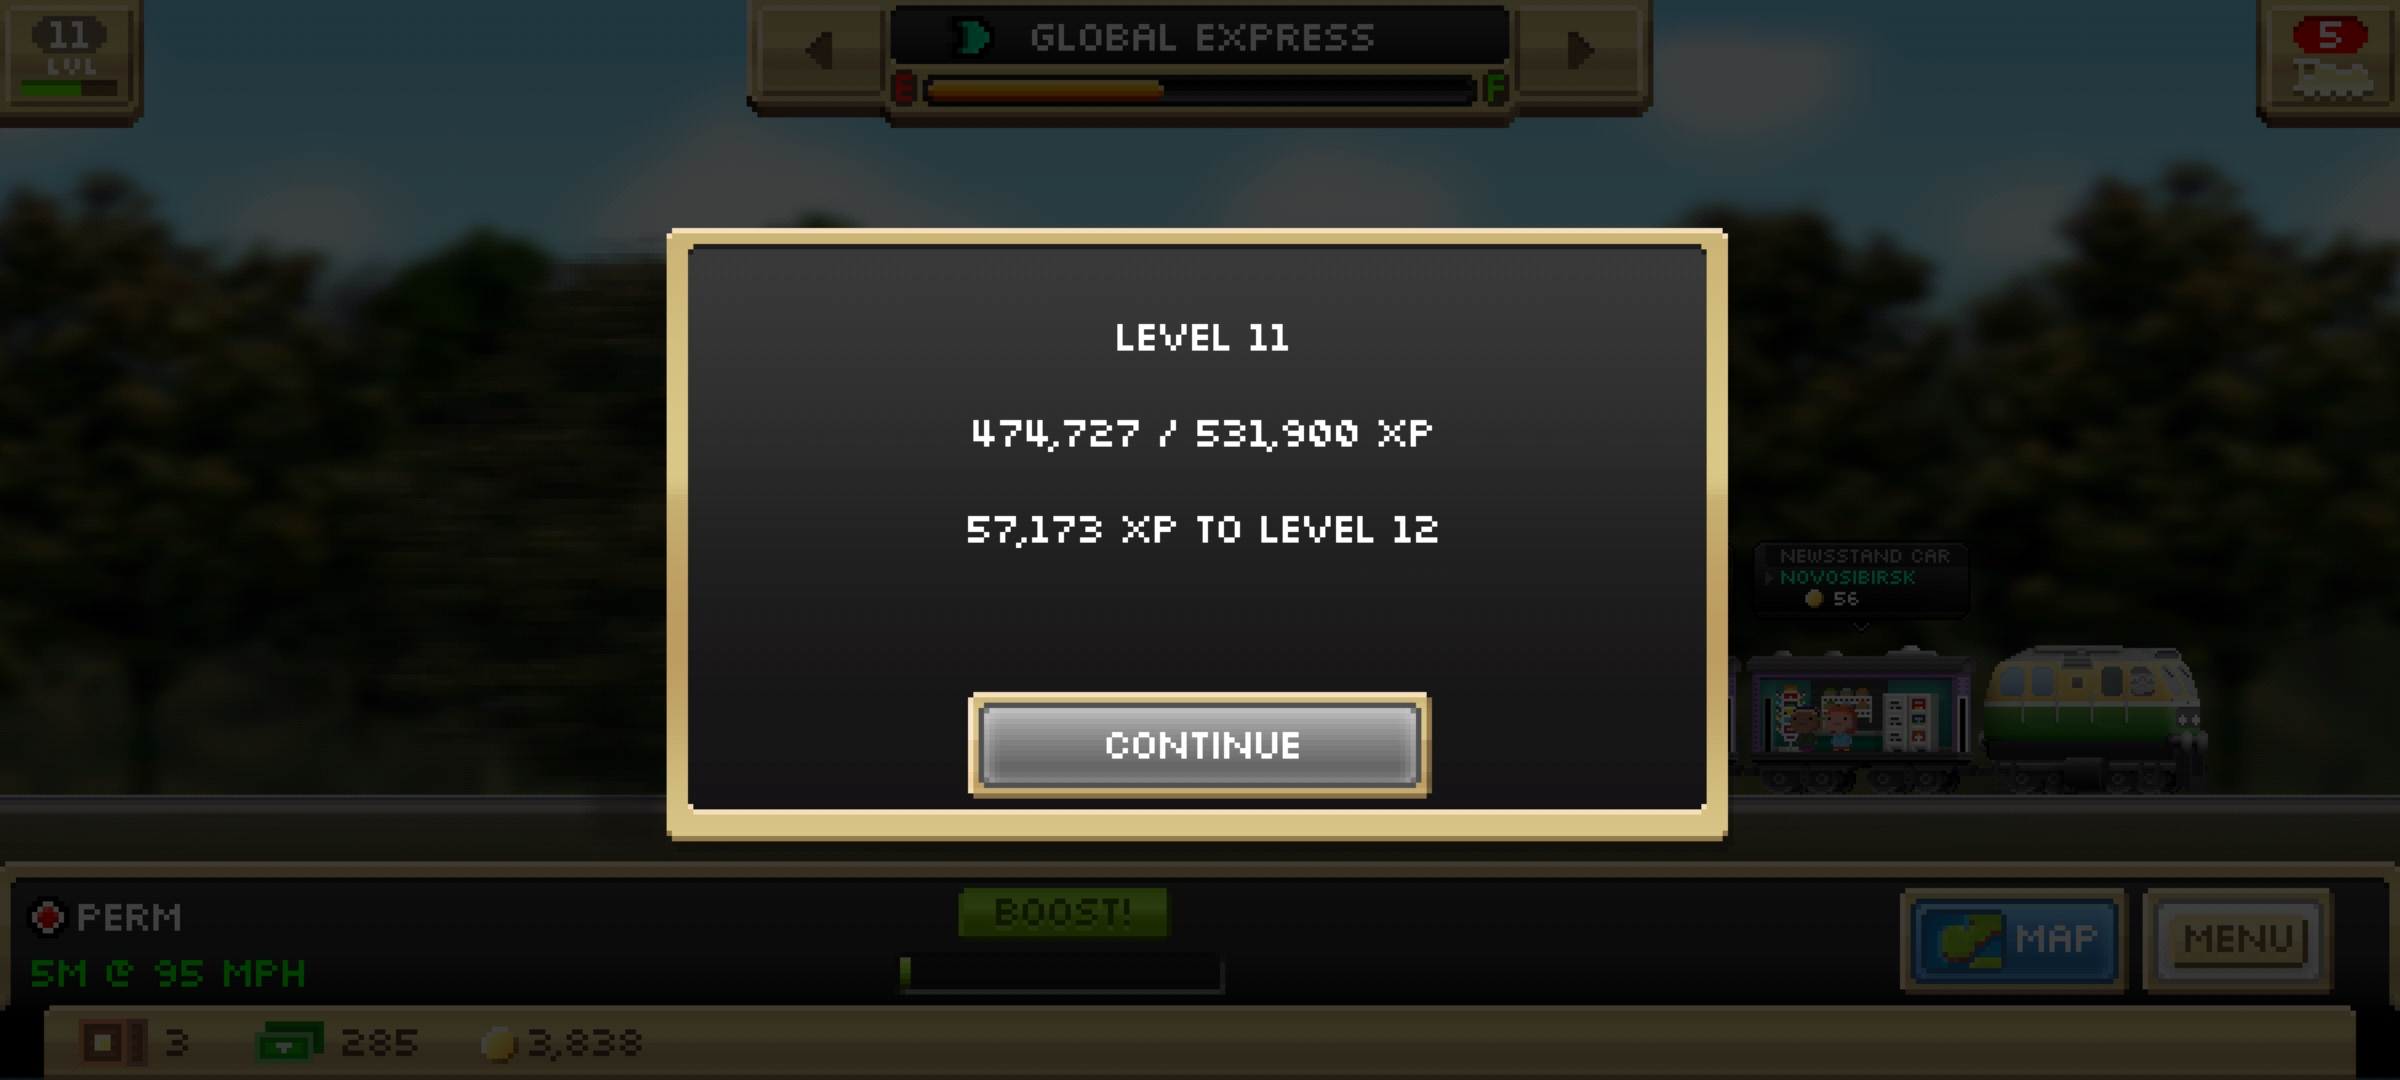 11
LVL
GLOBAL EXPRESS
E
F
5
LEVEL 11
474,727 / 531,900 XP
57,173 XP TO LEVEL 12
CONTINUE
NEWSSTAND CAR
NOVOSIBIRSK
56
PERM
5M @ 95 MPH
BOOST!
MAP
MENU
3
285
3,838